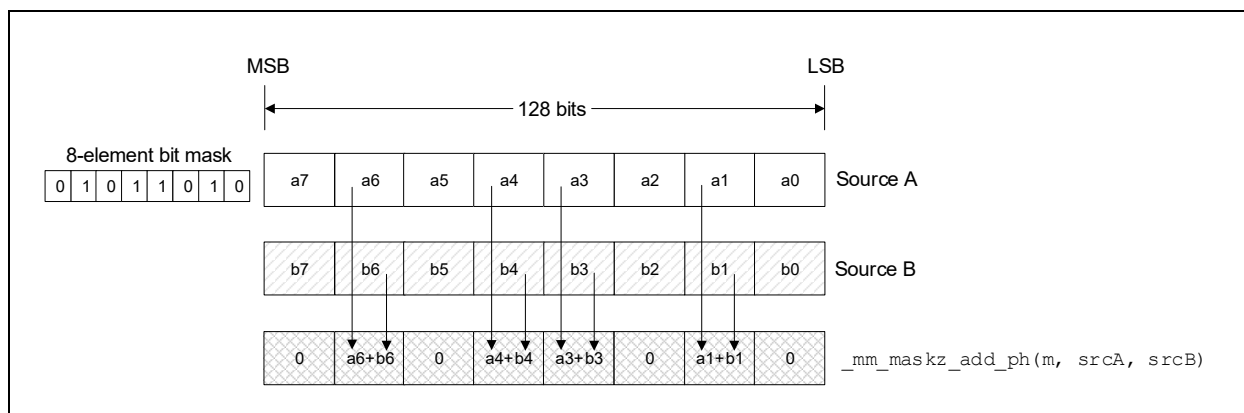 MSB LSB
128 bits
8-element bit mask
0 1 0 1 1 0 1 0
a7 a6 a5 a4 a3 a2 a1 a0 Source A
b7 b6 b5 b4 b3 b2 b1 b0 Source B
0 a6+b6 0 a4+b4 a3+b3 0 a1+b1 0 _mm_maskz_add_ph(m, srcA, srcB)